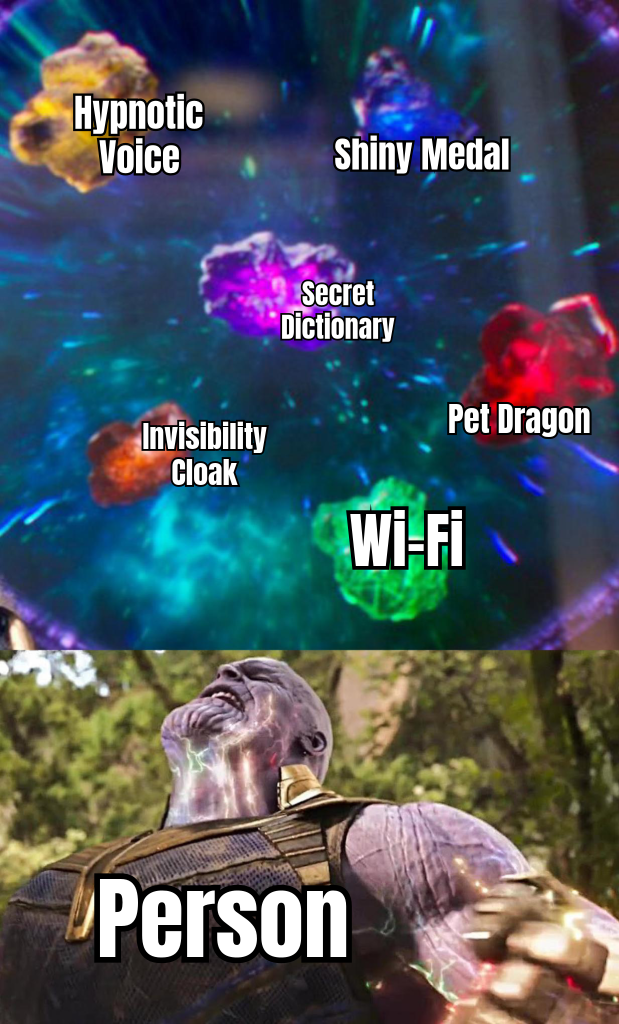 Hypnotic
Voice
Shiny Medal
Secret
Dictionary
Pet Dragon
Invisibility
Cloak
Wi-Fi
Person